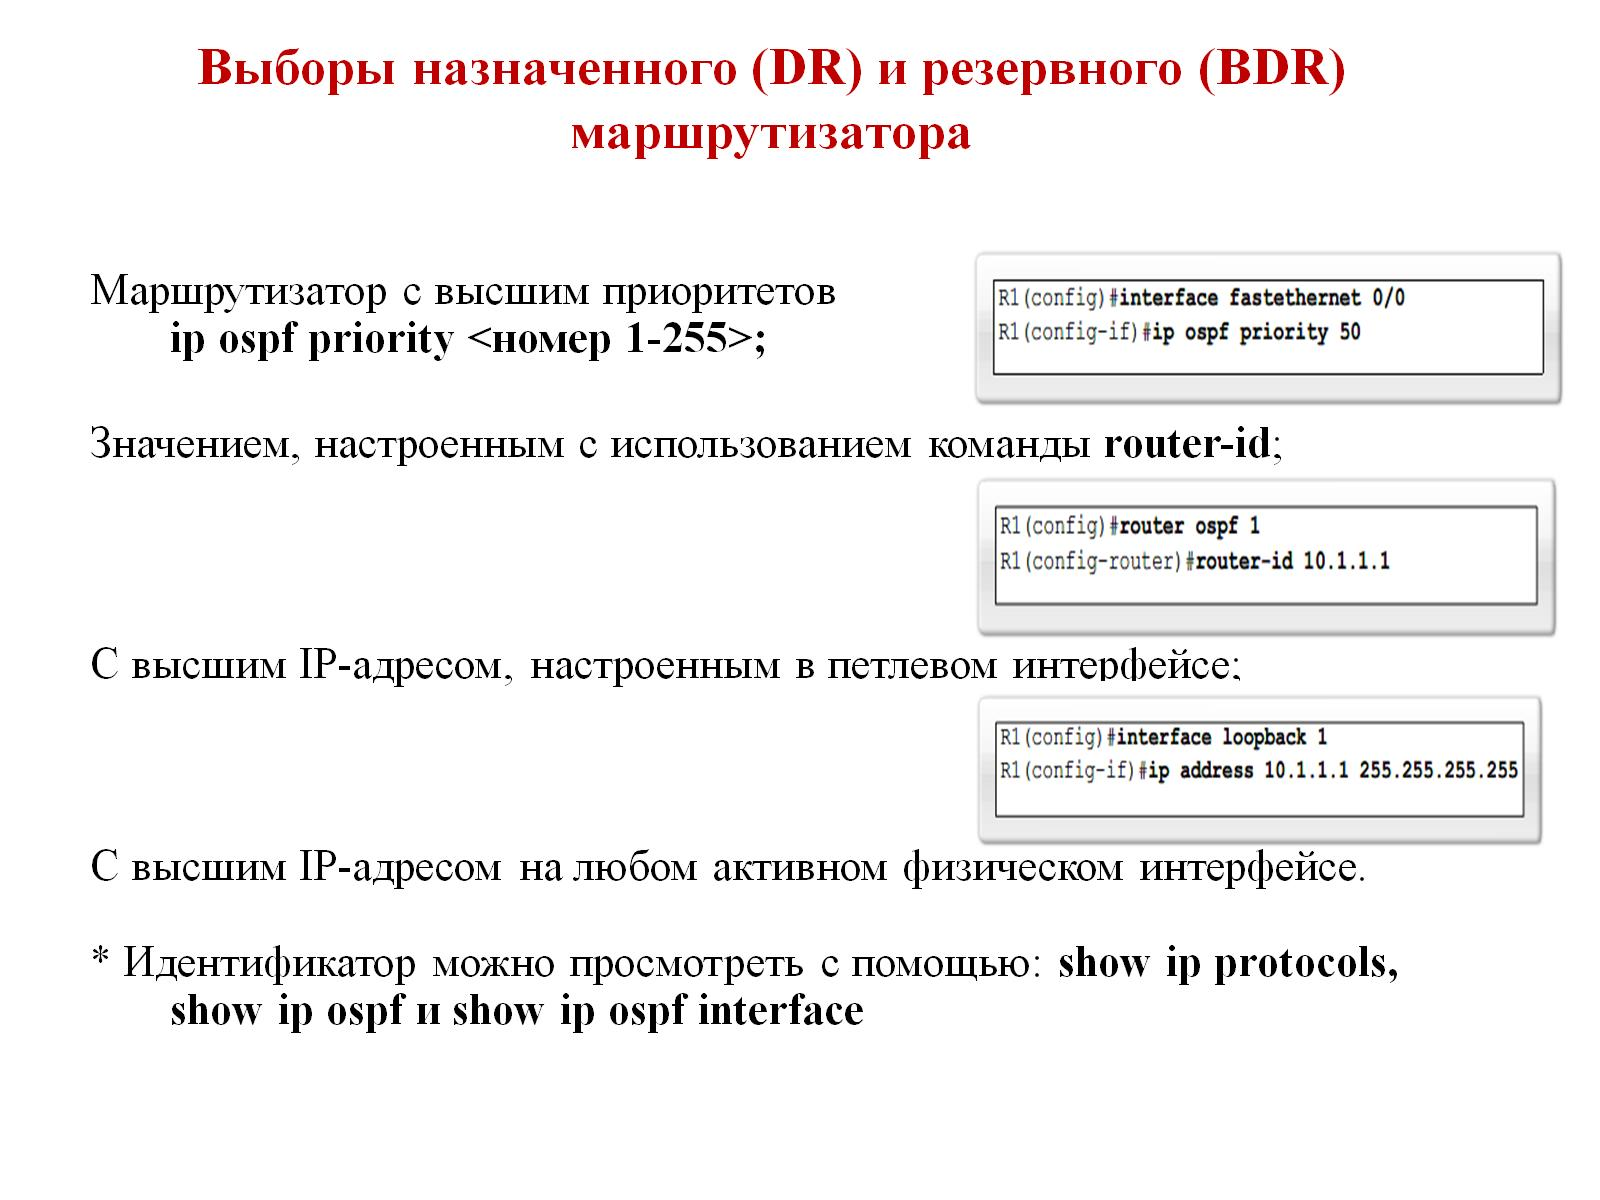 Выборы назначенного (DR) и резервного (BDR)
маршрутизатора
Маршрутизатор с высшим приоритетов
ip ospf priority <номер 1-255>;
R1(config)#interface fastethernet 0/0
R1(config-if)#ip ospf priority 50
Значением, настроенным с использованием команды router-id;
R1(config)#router ospf 1
R1(config-router)#router-id 10.1.1.1
С высшим IP-адресом, настроенным в петлевом интерфейсе;
R1(config)#interface loopback 1
R1(config-if)#ip address 10.1.1.1 255.255.255.255
С высшим IP-адресом на любом активном физическом интерфейсе.
* Идентификатор можно просмотреть с помощью: show ip protocols,
show ip ospf и show ip ospf interface